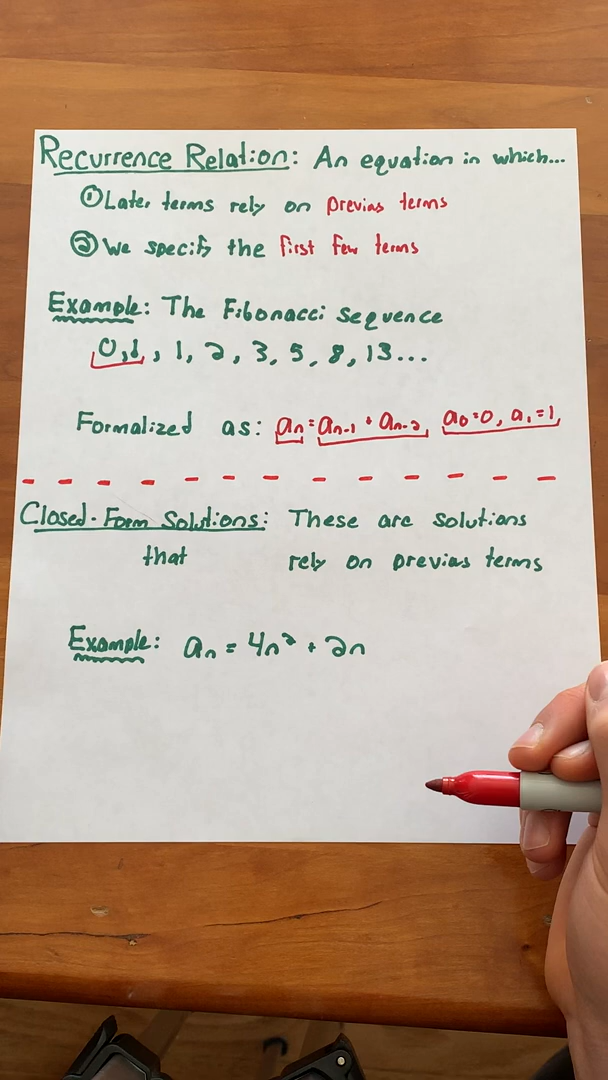 Recurrence Relation: An equation in which...
① Later terms rely on previas terms
② We specify the first few terms
Example: The Fibonacci sequence
0,1, 1, 2, 3, 5, 8, 13...
Formalized as: aₙ=aₙ₋₁ + aₙ₋₂, a₀=0, a₁=1,
Closed-Form Solutions: These are solutions
that rely on previas terms
Example: aₙ = 4n² + 2n